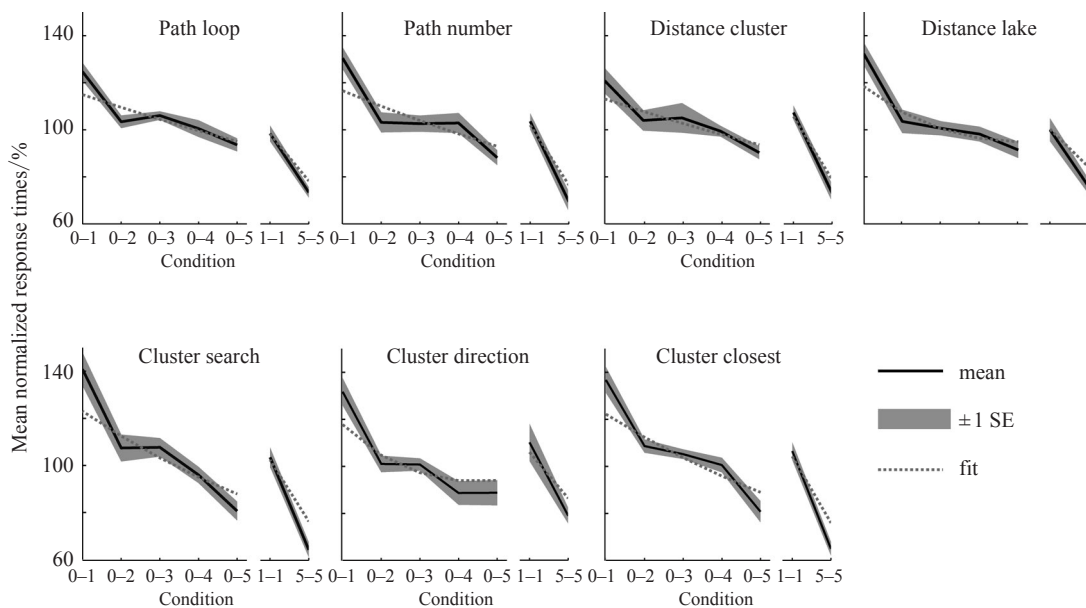 Mean normalized response times/%
Path loop
Path number
Distance cluster
Distance lake
140
100
60
0–1 0–2 0–3 0–4 0–5 1–1 5–5
0–1 0–2 0–3 0–4 0–5 1–1 5–5
0–1 0–2 0–3 0–4 0–5 1–1 5–5
Condition
Condition
Condition
Cluster search
Cluster direction
Cluster closest
140
100
60
0–1 0–2 0–3 0–4 0–5 1–1 5–5
0–1 0–2 0–3 0–4 0–5 1–1 5–5
0–1 0–2 0–3 0–4 0–5 1–1 5–5
Condition
Condition
Condition
mean
±1 SE
fit